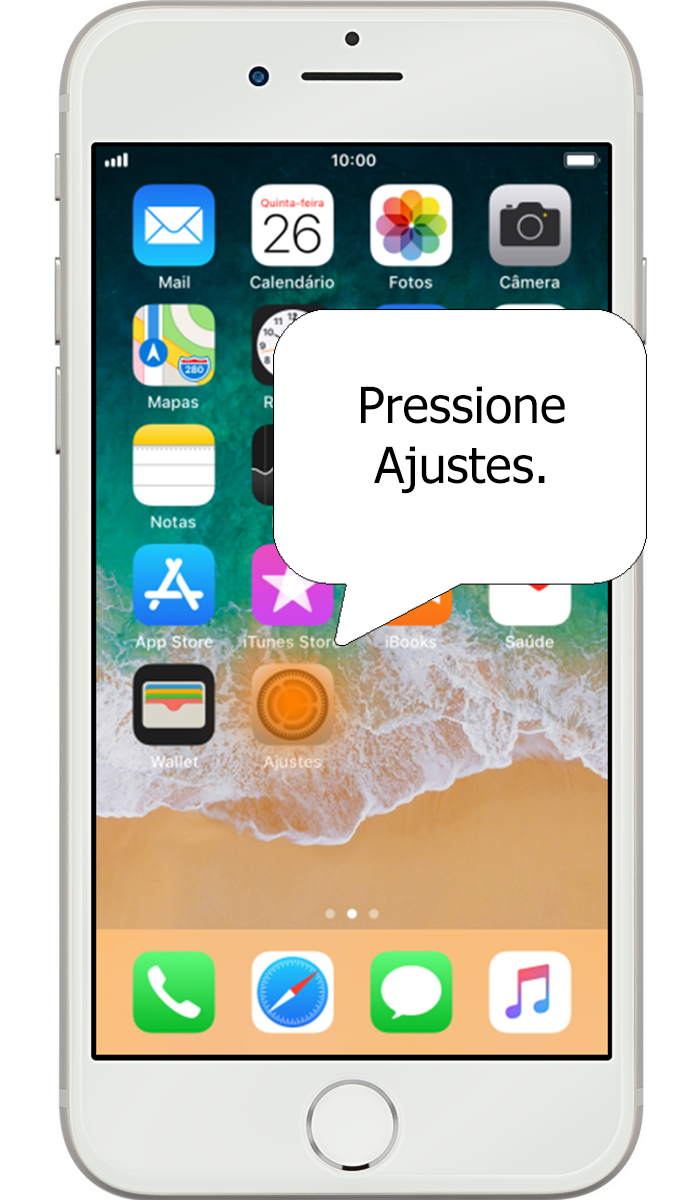 10:00
Quinta-feira
26
Mail
Calendário
Fotos
Câmera
280
Mapas
Pressione
Ajustes.
Notas
App Store
iTunes Store
iBooks
Saúde
Wallet
Ajustes